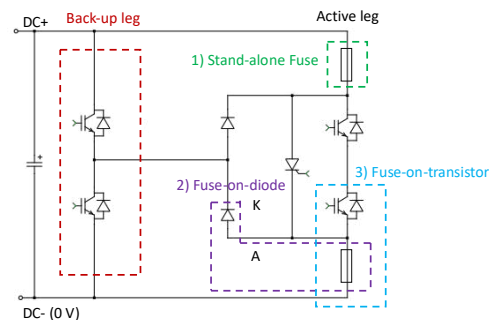 Back-up leg
Active leg
DC+
1) Stand-alone Fuse
+
3) Fuse-on-transistor
2) Fuse-on-diode
K
A
DC- (0 V)